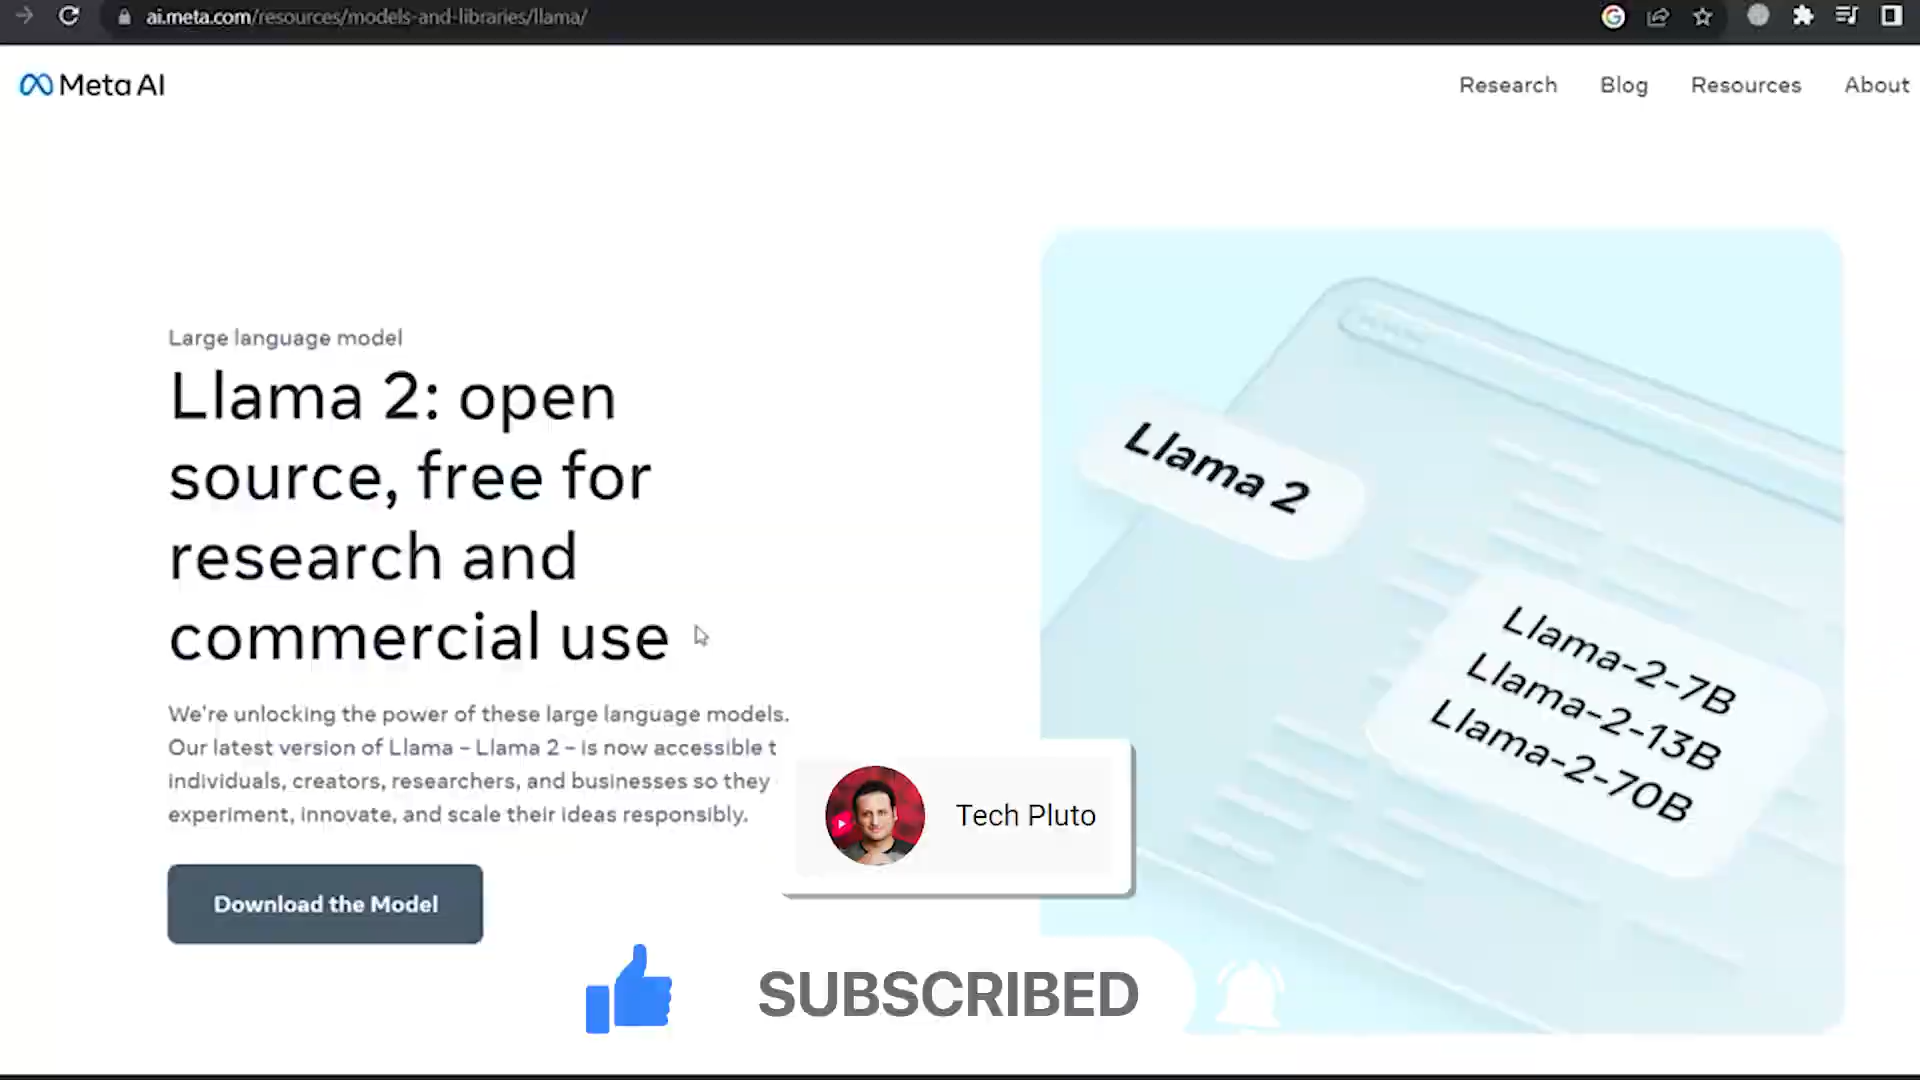 ai.meta.com/resources/models-and-libraries/llama/
Meta AI
Research Blog Resources About
Large language model
Llama 2: open
source, free for
research and
commercial use
We're unlocking the power of these large language models.
Our latest version of Llama – Llama 2 – is now accessible t
individuals, creators, researchers, and businesses so they
experiment, innovate, and scale their ideas responsibly.
Download the Model
Llama 2
Llama-2-7B
Llama-2-13B
Llama-2-70B
Tech Pluto
SUBSCRIBED